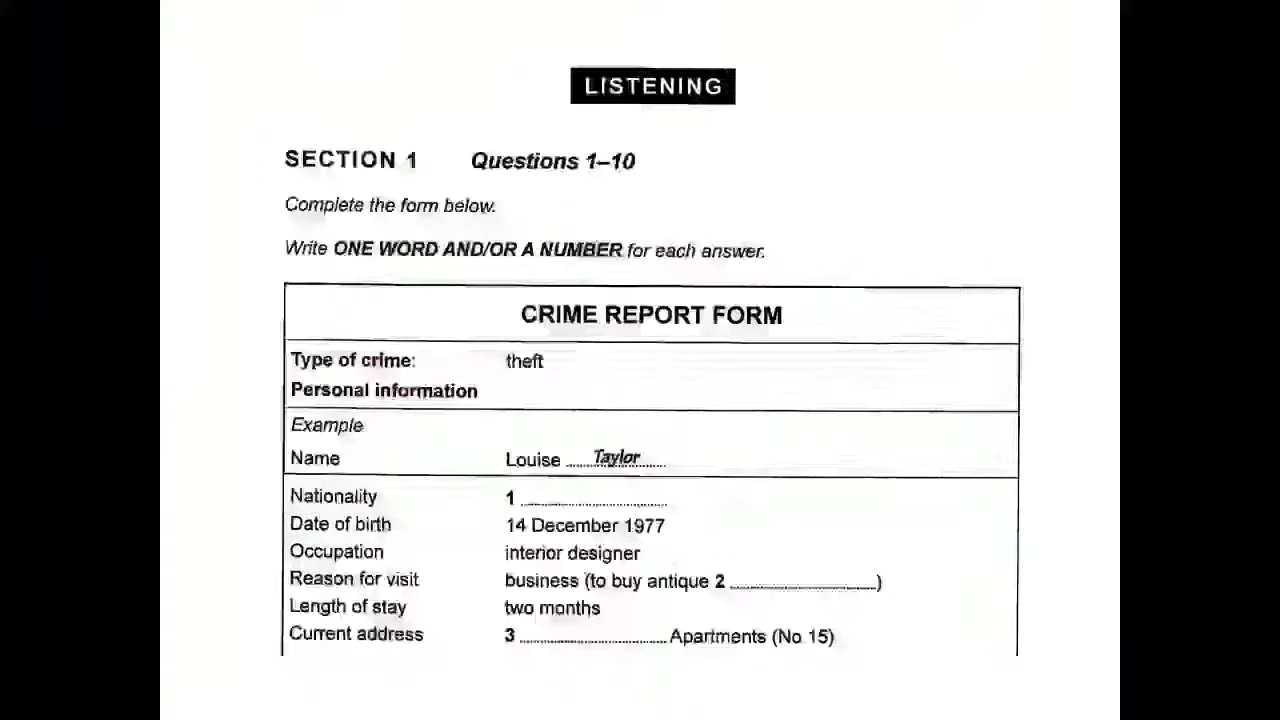 LISTENING
SECTION 1 Questions 1–10
Complete the form below.
Write ONE WORD AND/OR A NUMBER for each answer.
CRIME REPORT FORM
Type of crime: theft
Personal information
Example
Name Louise ........Taylor........
Nationality 1 ................................
Date of birth 14 December 1977
Occupation interior designer
Reason for visit business (to buy antique 2 ................................)
Length of stay two months
Current address 3 ................................ Apartments (No 15)